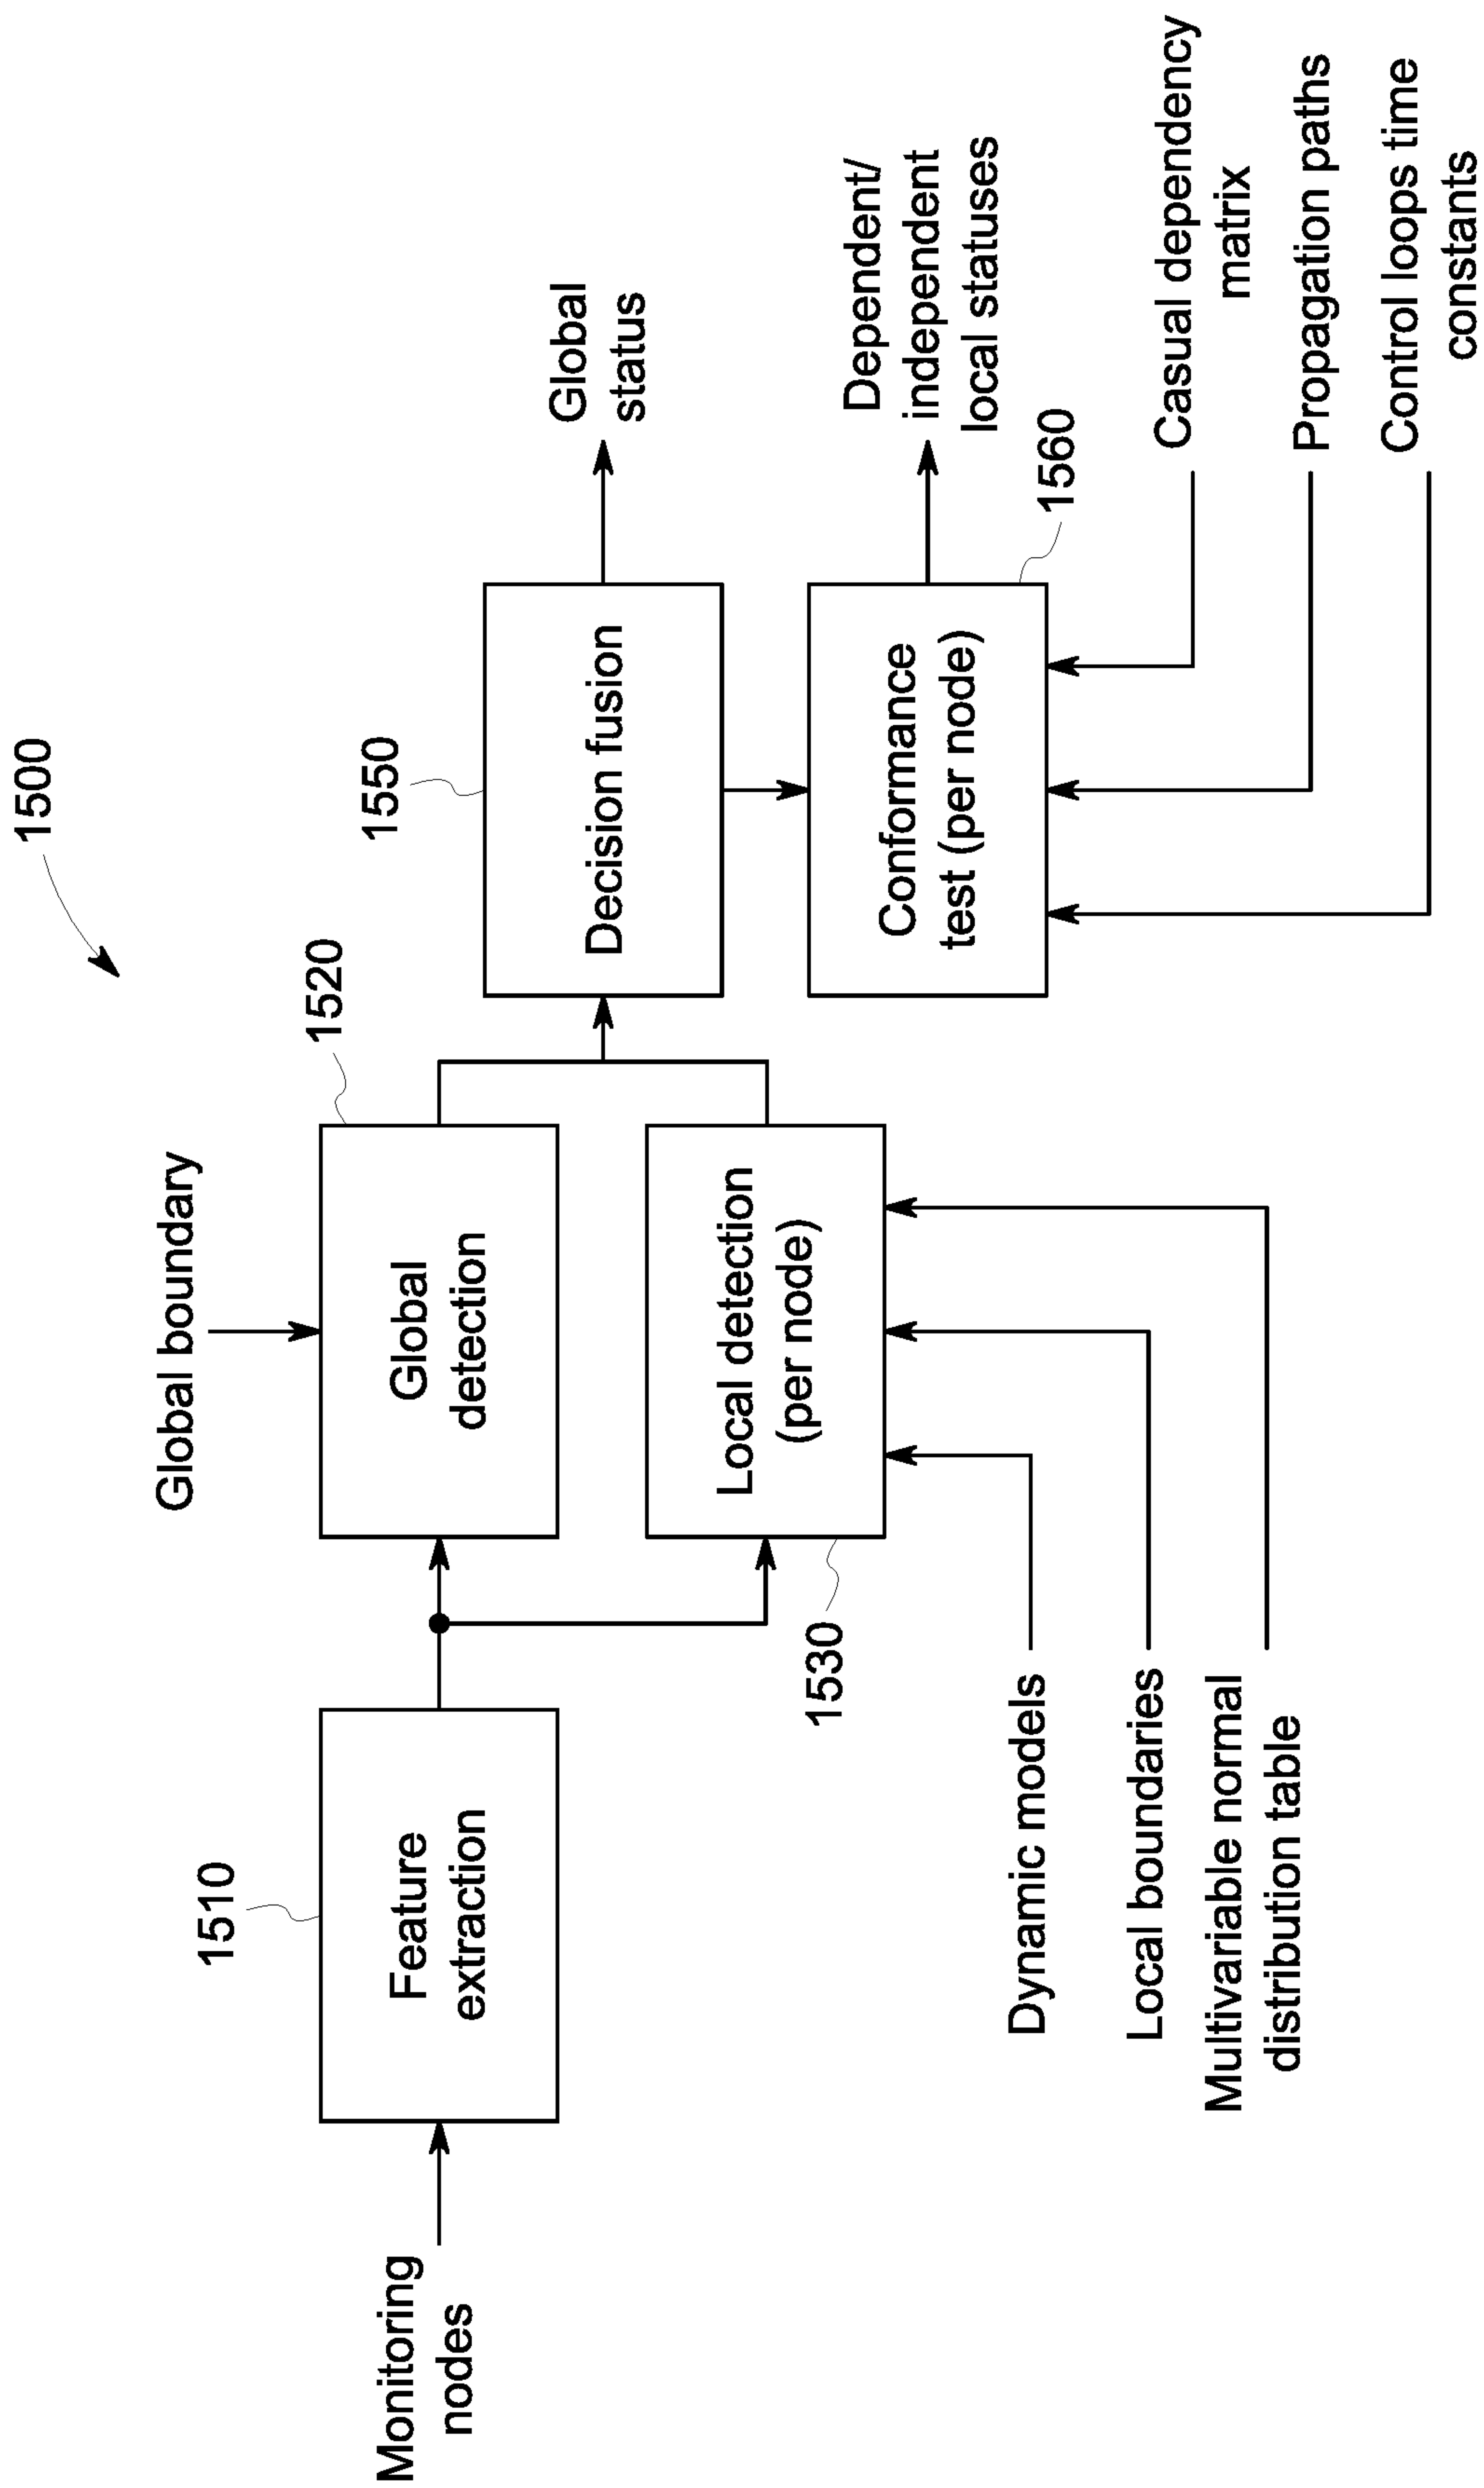 1500
Global boundary
1520
1550
Global
status
1510
Monitoring
nodes
Feature
extraction
Global
detection
Decision fusion
Local detection
(per node)
1530
Conformance
test (per node)
1560
Dependent/
independent
local statuses
Dynamic models
Local boundaries
Multivariable normal
distribution table
Casual dependency
matrix
Propagation paths
Control loops time
constants